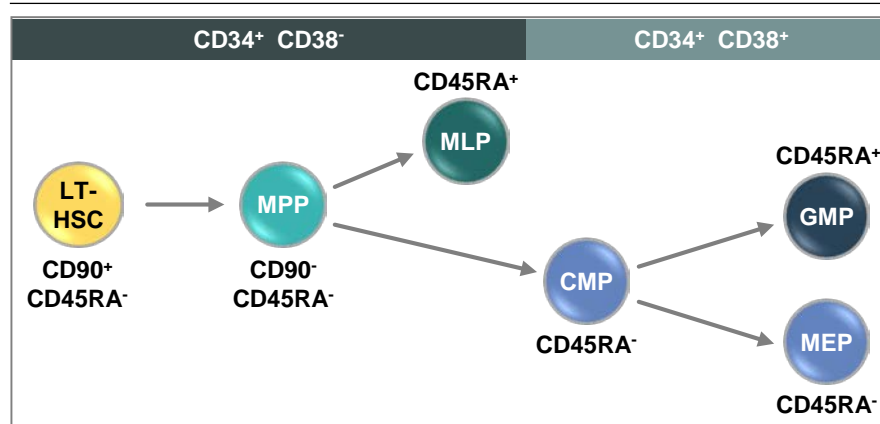 CD34⁺ CD38⁻
CD34⁺ CD38⁺
CD45RA⁺
MLP
CD45RA⁺
LT-
HSC
MPP
GMP
CD90⁺
CD45RA⁻
CD90⁻
CD45RA⁻
CMP
CD45RA⁻
MEP
CD45RA⁻